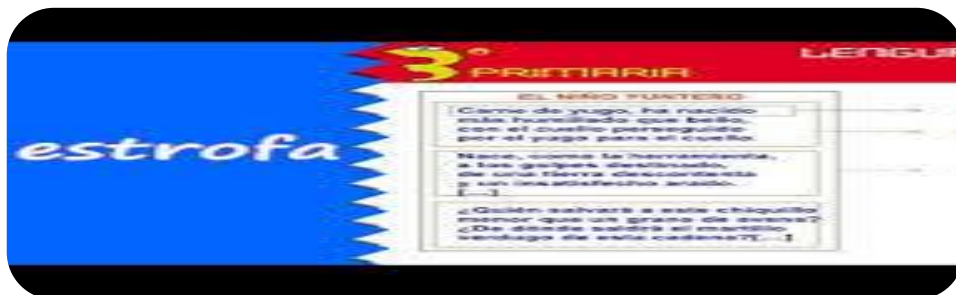 estrofa
3º
PRIMARIA
LENGUA
EL NIÑO YUNTERO
Carne de yugo, ha nacido
más humillado que bello,
con el cuello perseguido
por el yugo para el cuello.
Nace, como la herramienta,
a los golpes destinado,
de una tierra descontenta
y un insatisfecho arado.
[...]
¿Quién salvará a este chiquillo
menor que un grano de avena?
¿De dónde saldrá el martillo
verdugo de esta cadena?[...]